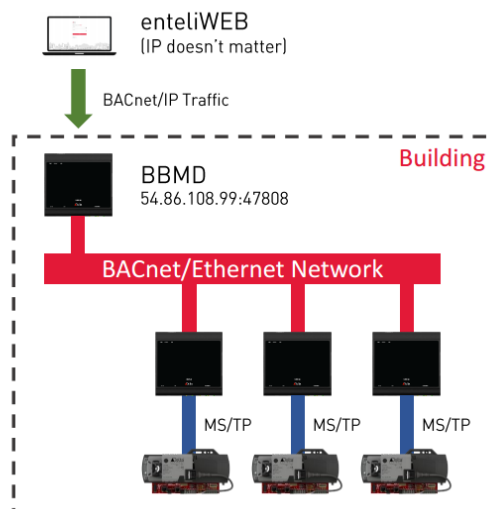 enteliWEB
(IP doesn't matter)
BACnet/IP Traffic
Building
BBMD
54.86.108.99:47808
BACnet/Ethernet Network
MS/TP
MS/TP
MS/TP